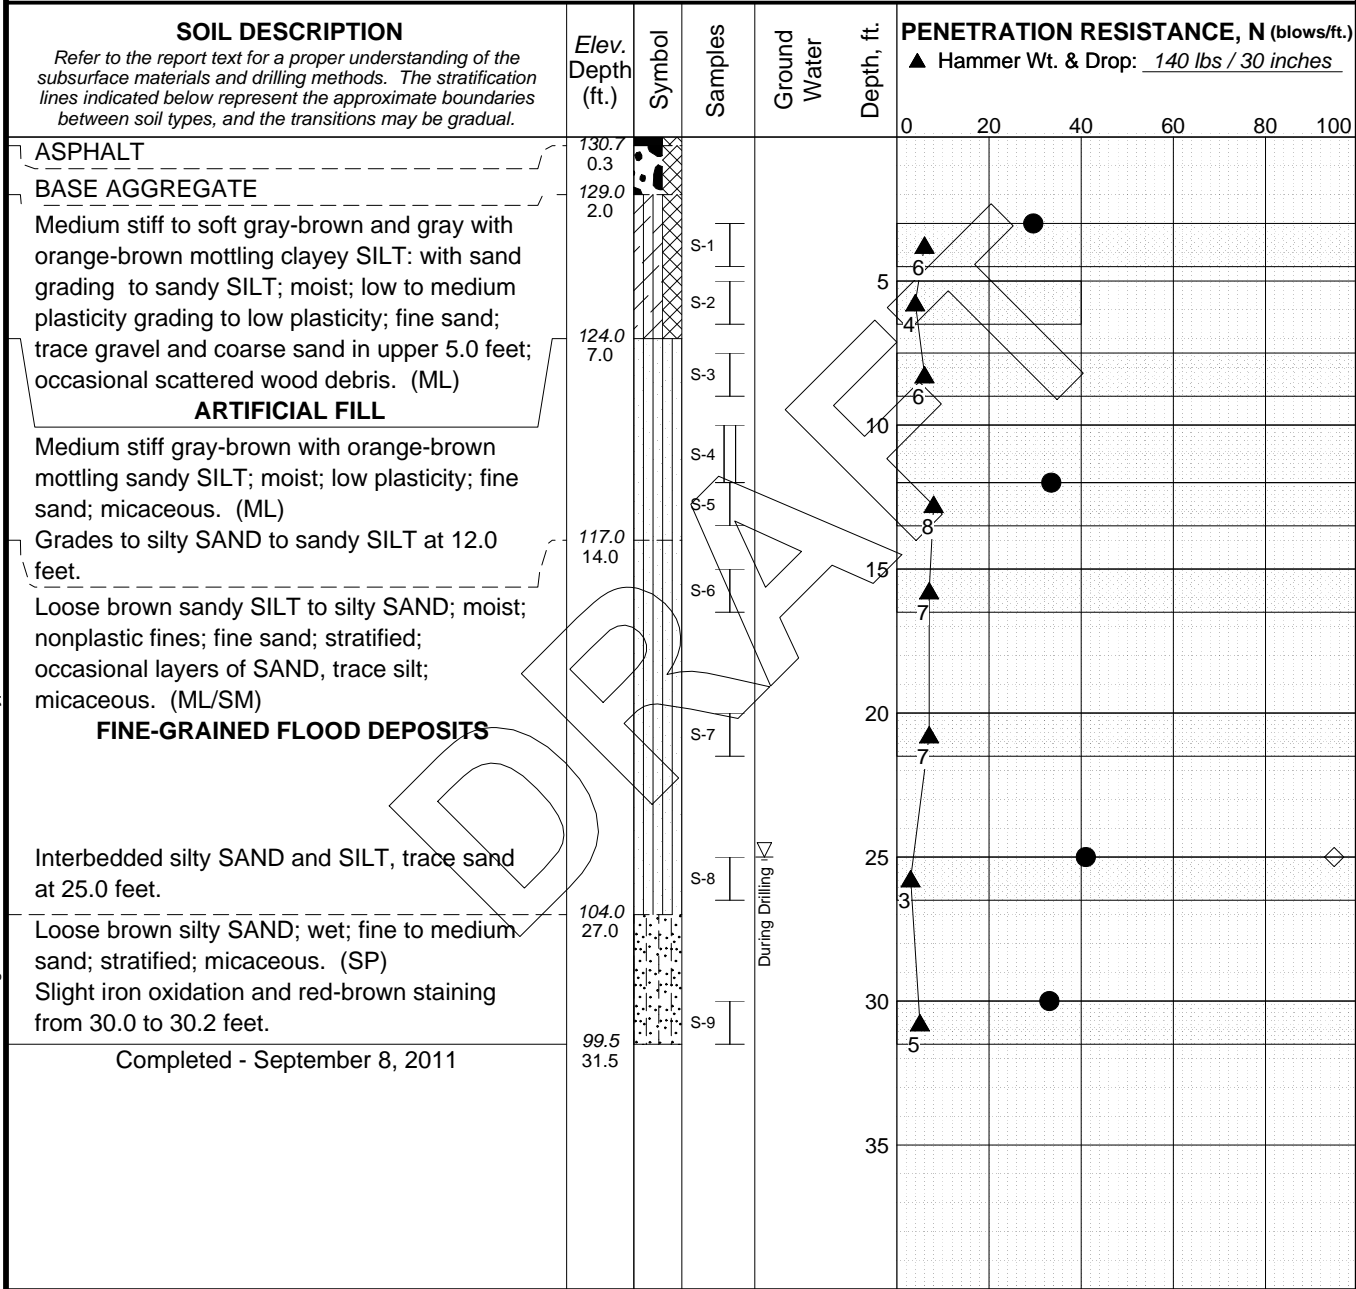 SOIL DESCRIPTION
Refer to the report text for a proper understanding of the
subsurface materials and drilling methods. The stratification
lines indicated below represent the approximate boundaries
between soil types, and the transitions may be gradual.
Elev.
Depth
(ft.)
Symbol
Samples
Ground
Water
Depth, ft.
PENETRATION RESISTANCE, N (blows/ft.)
▲ Hammer Wt. & Drop: 140 lbs / 30 inches
0 20 40 60 80 100
ASPHALT
130.7
0.3
BASE AGGREGATE
129.0
2.0
Medium stiff to soft gray-brown and gray with
orange-brown mottling clayey SILT: with sand
grading to sandy SILT; moist; low to medium
plasticity grading to low plasticity; fine sand;
trace gravel and coarse sand in upper 5.0 feet;
occasional scattered wood debris. (ML)
ARTIFICIAL FILL
124.0
7.0
Medium stiff gray-brown with orange-brown
mottling sandy SILT; moist; low plasticity; fine
sand; micaceous. (ML)
Grades to silty SAND to sandy SILT at 12.0
feet.
117.0
14.0
Loose brown sandy SILT to silty SAND; moist;
nonplastic fines; fine sand; stratified;
occasional layers of SAND, trace silt;
micaceous. (ML/SM)
FINE-GRAINED FLOOD DEPOSITS
Interbedded silty SAND and SILT, trace sand
at 25.0 feet.
104.0
27.0
Loose brown silty SAND; wet; fine to medium
sand; stratified; micaceous. (SP)
Slight iron oxidation and red-brown staining
from 30.0 to 30.2 feet.
99.5
31.5
Completed - September 8, 2011
S-1
S-2
S-3
S-4
S-5
S-6
S-7
S-8
S-9
During Drilling
5
10
15
20
25
30
35
6
4
6
8
7
7
3
5
DRAFT